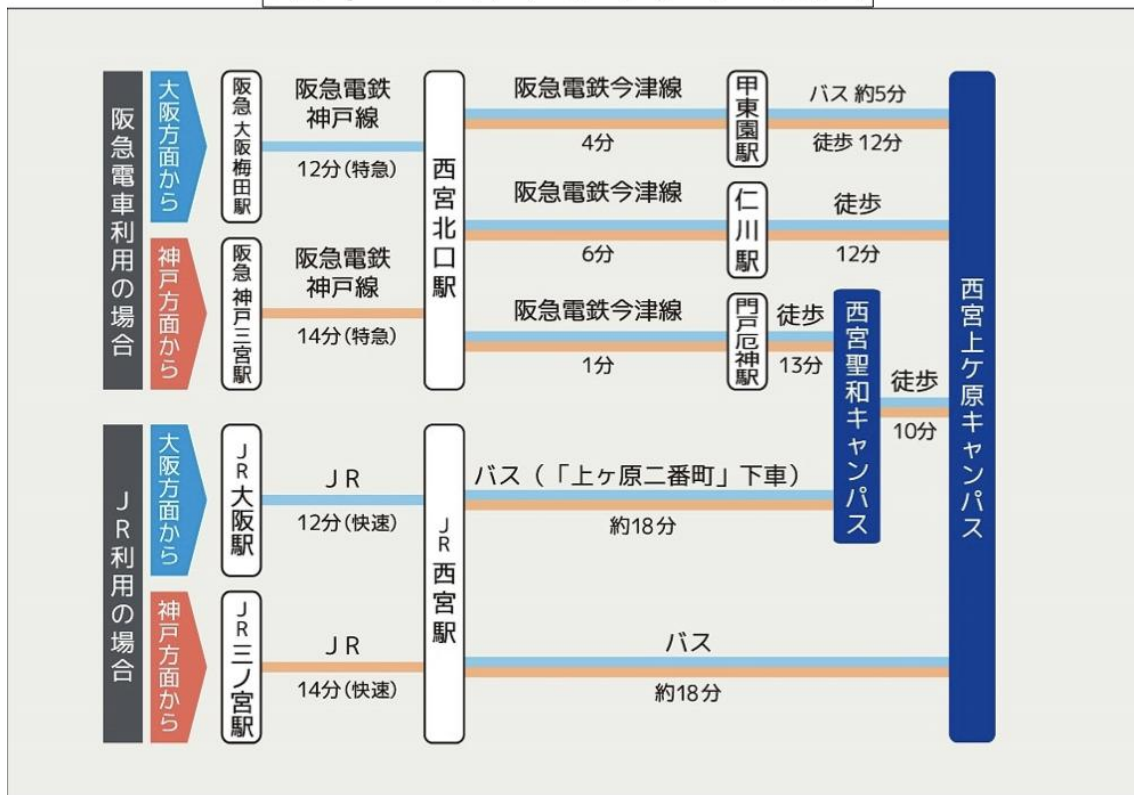 阪急電車利用の場合
大阪方面から
阪急 大阪梅田駅
阪急電鉄
神戸線
12分(特急)
神戸方面から
阪急 神戸三宮駅
阪急電鉄
神戸線
14分(特急)
西宮北口駅
阪急電鉄今津線
4分
甲東園駅
バス 約5分
徒歩 12分
阪急電鉄今津線
6分
仁川駅
徒歩
12分
阪急電鉄今津線
1分
門戸厄神駅
徒歩
13分
西宮聖和キャンパス
徒歩
10分
西宮上ケ原キャンパス
JR利用の場合
大阪方面から
JR大阪駅
JR
12分(快速)
神戸方面から
JR三ノ宮駅
JR
14分(快速)
JR西宮駅
バス(「上ヶ原二番町」下車)
約18分
バス
約18分